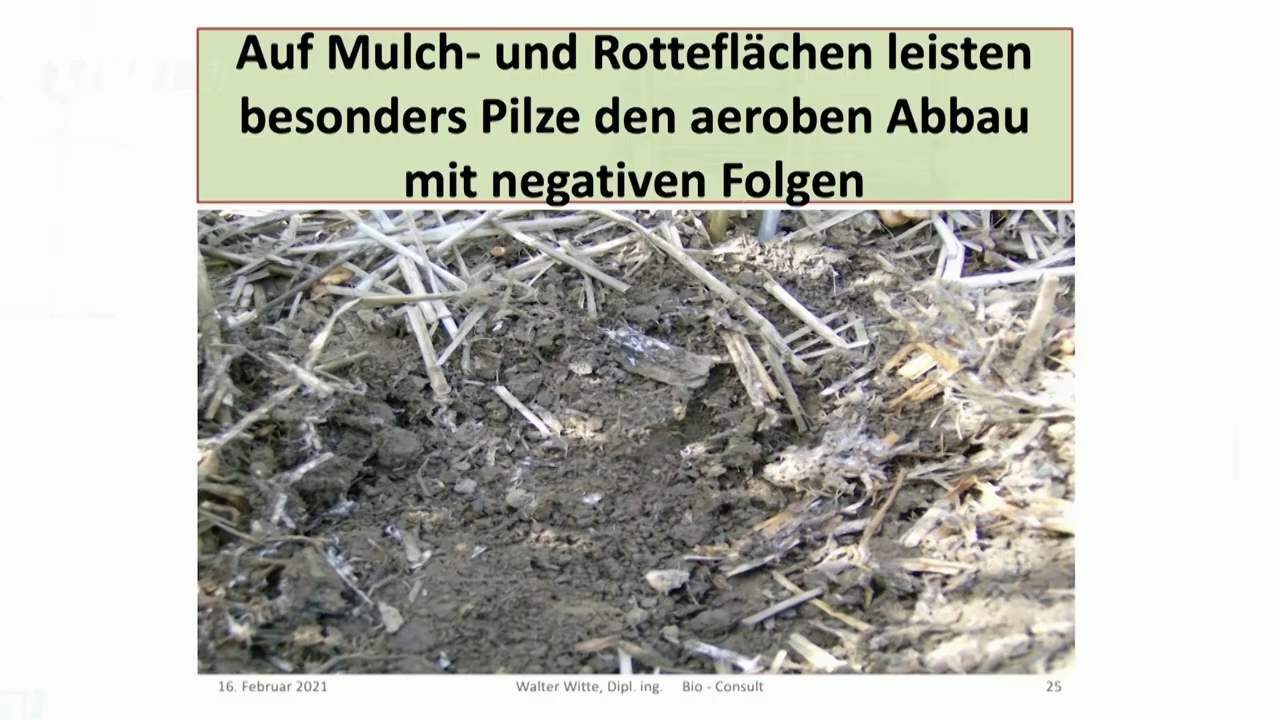 Auf Mulch- und Rotteflächen leisten
besonders Pilze den aeroben Abbau
mit negativen Folgen
16. Februar 2021 Walter Witte, Dipl. ing. Bio - Consult 25